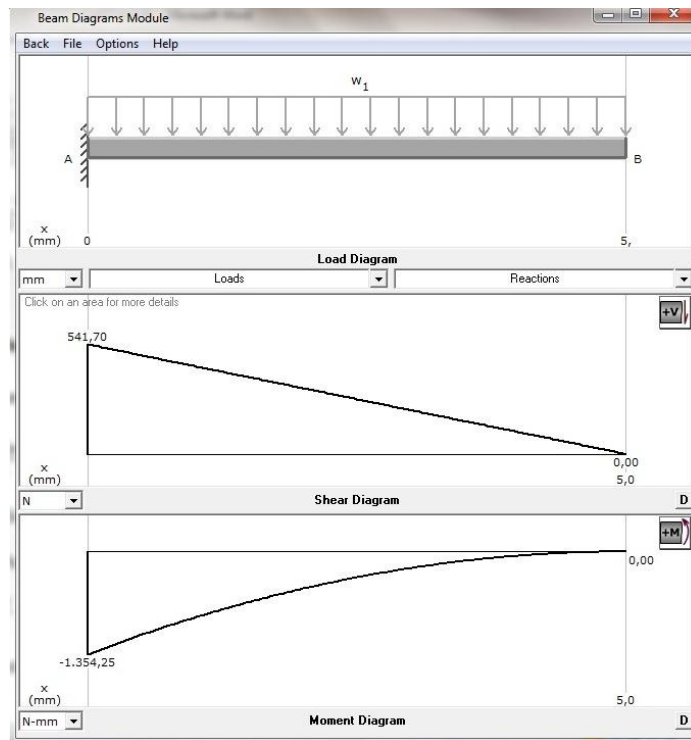 Beam Diagrams Module
Back File Options Help
w1
A B
x
(mm) 0 5,
Load Diagram
mm Loads Reactions
Click on an area for more details
+V
541,70
0,00
x
(mm) 5,0
N Shear Diagram D
+M
0,00
-1.354,25
x
(mm) 5,0
N-mm Moment Diagram D